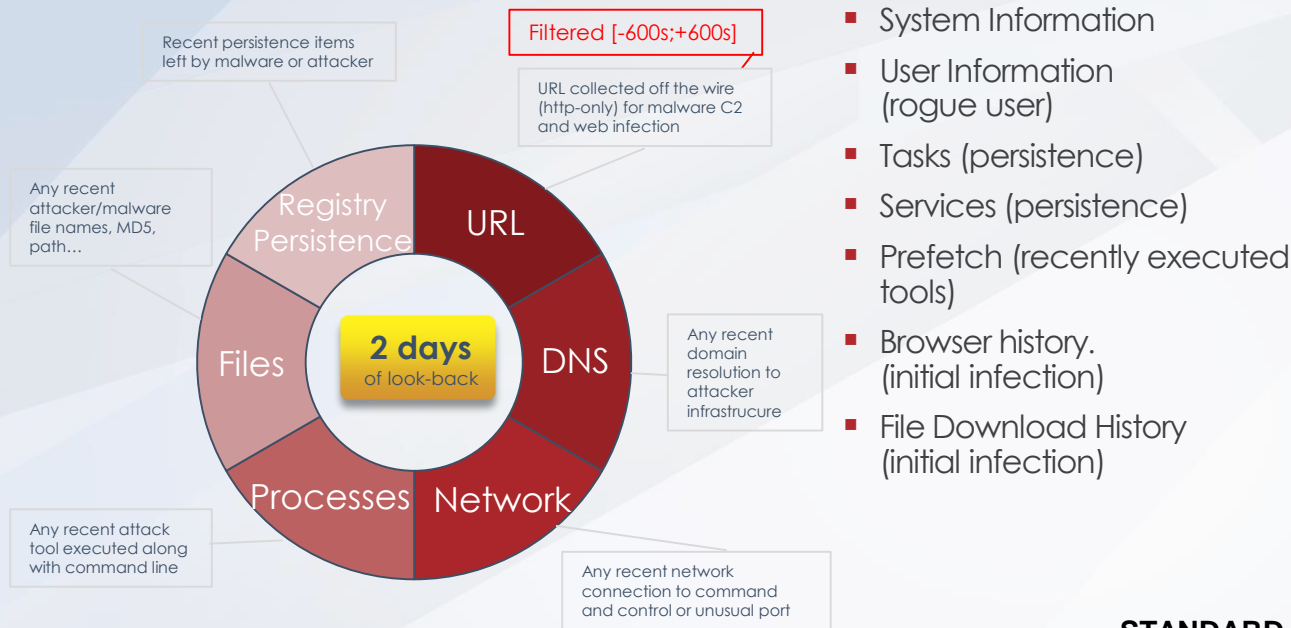 Filtered [-600s;+600s]
Recent persistence items
left by malware or attacker
URL collected off the wire
(http-only) for malware C2
and web infection
Any recent
attacker/malware
file names, MD5,
path…
Registry
Persistence
URL
Files
2 days
of look-back
DNS
Any recent
domain
resolution to
attacker
infrastrucure
Processes
Network
Any recent attack
tool executed along
with command line
Any recent network
connection to command
and control or unusual port
▪ System Information
▪ User Information
(rogue user)
▪ Tasks (persistence)
▪ Services (persistence)
▪ Prefetch (recently executed
tools)
▪ Browser history.
(initial infection)
▪ File Download History
(initial infection)
STANDARD